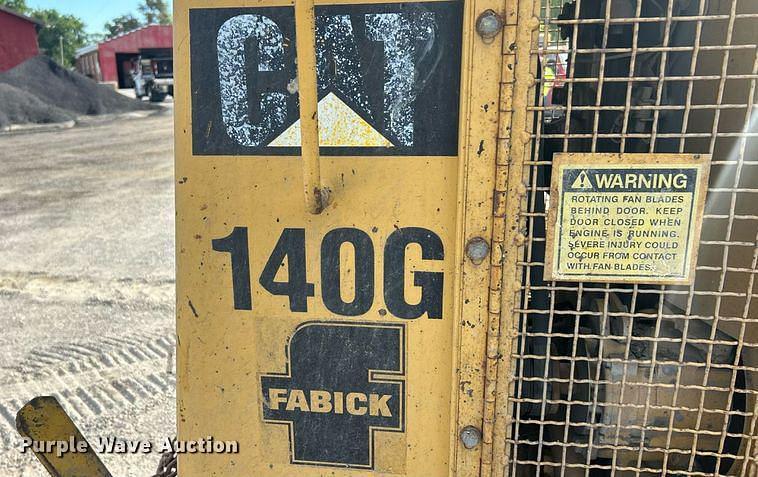 CAT
140G
FABICK
WARNING
ROTATING FAN BLADES
BEHIND DOOR. KEEP
DOOR CLOSED WHEN
ENGINE IS RUNNING.
SEVERE INJURY COULD
OCCUR FROM CONTACT
WITH FAN BLADES.
Purple Wave Auction